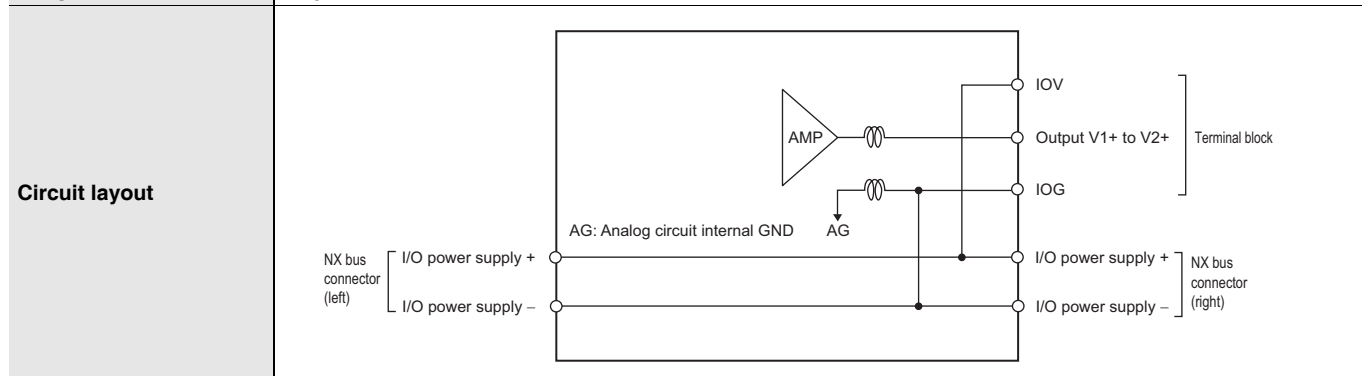 Circuit layout
IOV
AMP
Output V1+ to V2+
Terminal block
IOG
AG: Analog circuit internal GND
AG
NX bus
connector
(left)
I/O power supply +
I/O power supply –
I/O power supply +
I/O power supply –
NX bus
connector
(right)